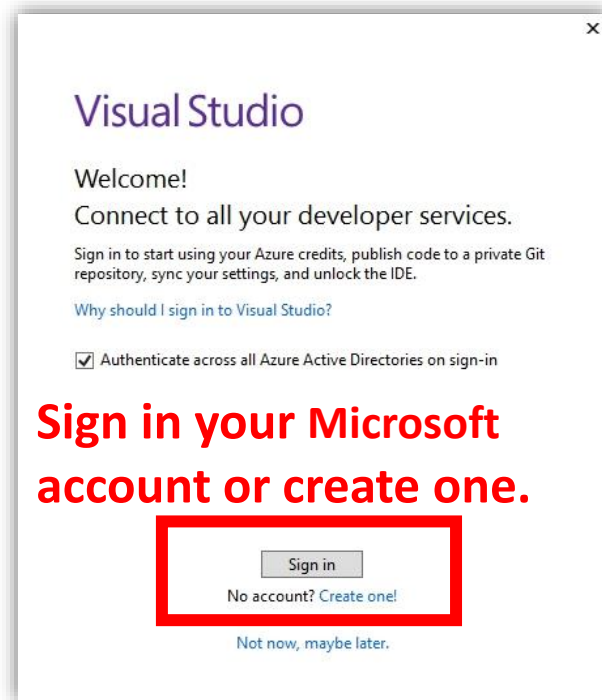 Visual Studio
Welcome!
Connect to all your developer services.
Sign in to start using your Azure credits, publish code to a private Git
repository, sync your settings, and unlock the IDE.
Why should I sign in to Visual Studio?
Authenticate across all Azure Active Directories on sign-in
Sign in your Microsoft
account or create one.
Sign in
No account? Create one!
Not now, maybe later.